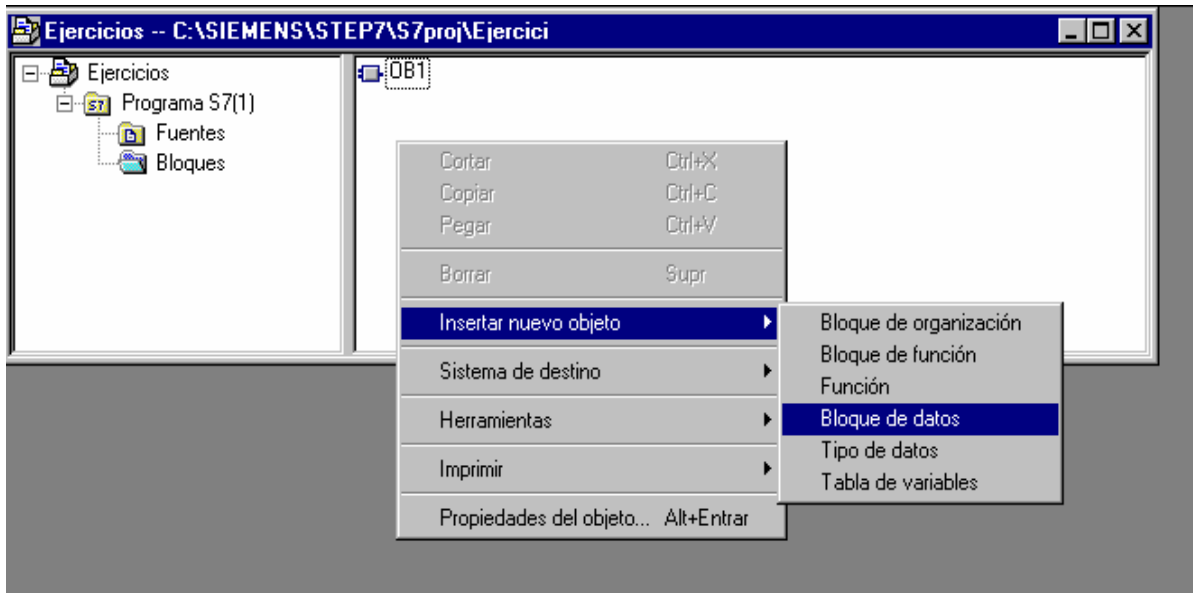 Ejercicios -- C:\SIEMENS\STEP7\S7proj\Ejercici
Ejercicios
Programa S7(1)
Fuentes
Bloques
OB1
Cortar Ctrl+X
Copiar Ctrl+C
Pegar Ctrl+V
Borrar Supr
Insertar nuevo objeto
Sistema de destino
Herramientas
Imprimir
Propiedades del objeto... Alt+Entrar
Bloque de organización
Bloque de función
Función
Bloque de datos
Tipo de datos
Tabla de variables